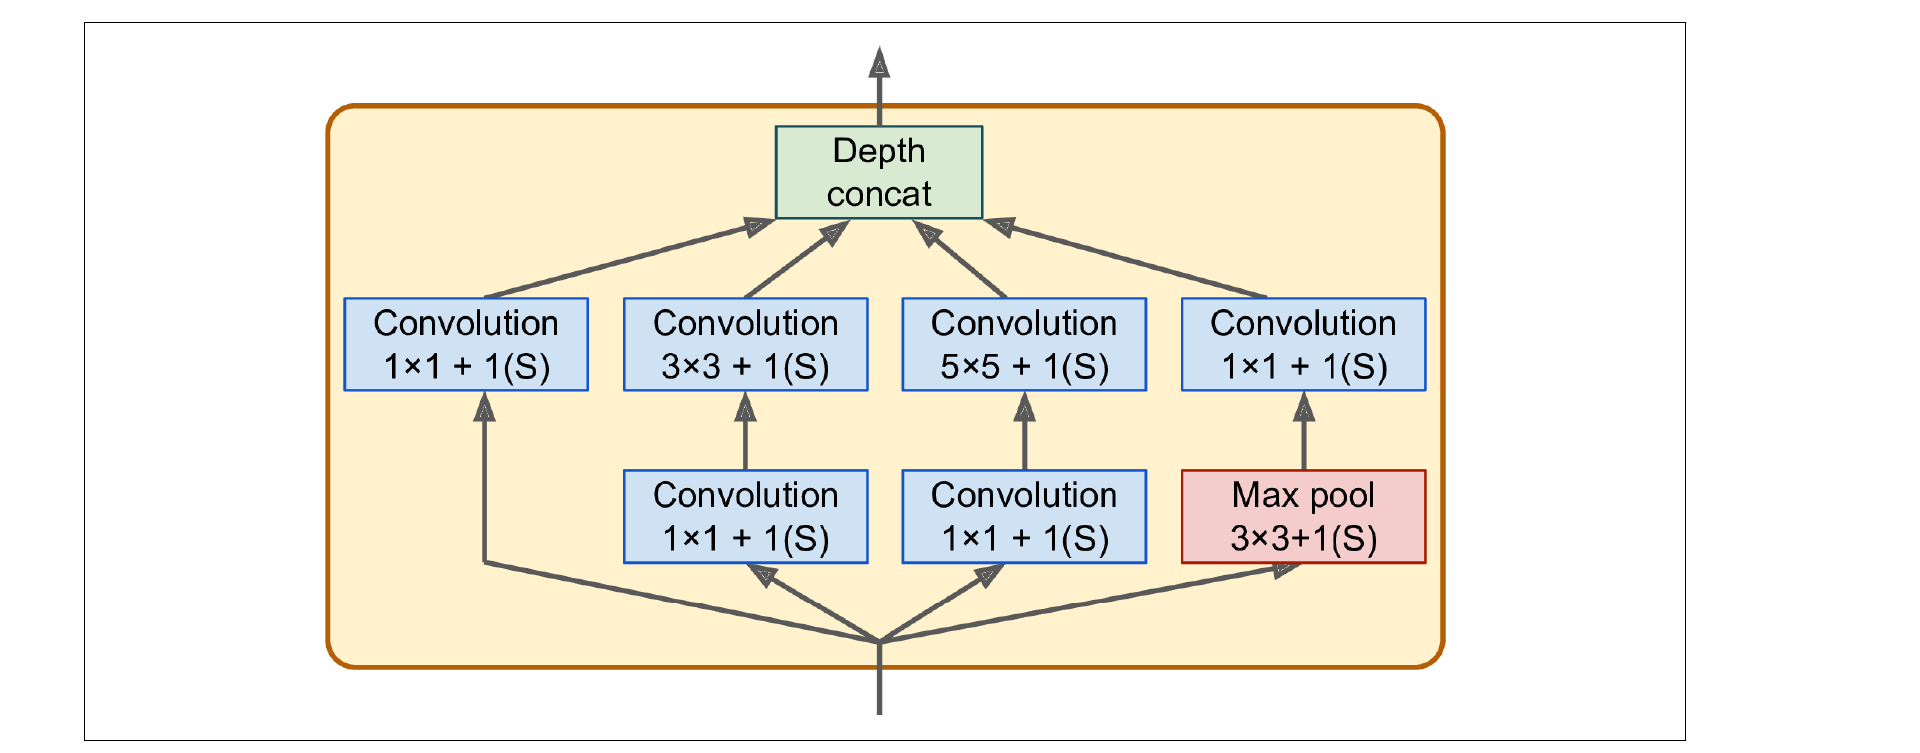 Depth
concat
Convolution
1×1 + 1(S)
Convolution
3×3 + 1(S)
Convolution
5×5 + 1(S)
Convolution
1×1 + 1(S)
Convolution
1×1 + 1(S)
Convolution
1×1 + 1(S)
Max pool
3×3+1(S)